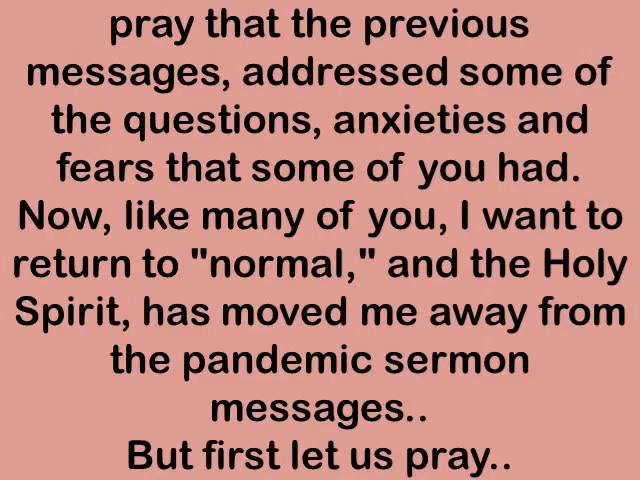 pray that the previous
messages, addressed some of
the questions, anxieties and
fears that some of you had.
Now, like many of you, I want to
return to "normal," and the Holy
Spirit, has moved me away from
the pandemic sermon
messages..
But first let us pray..